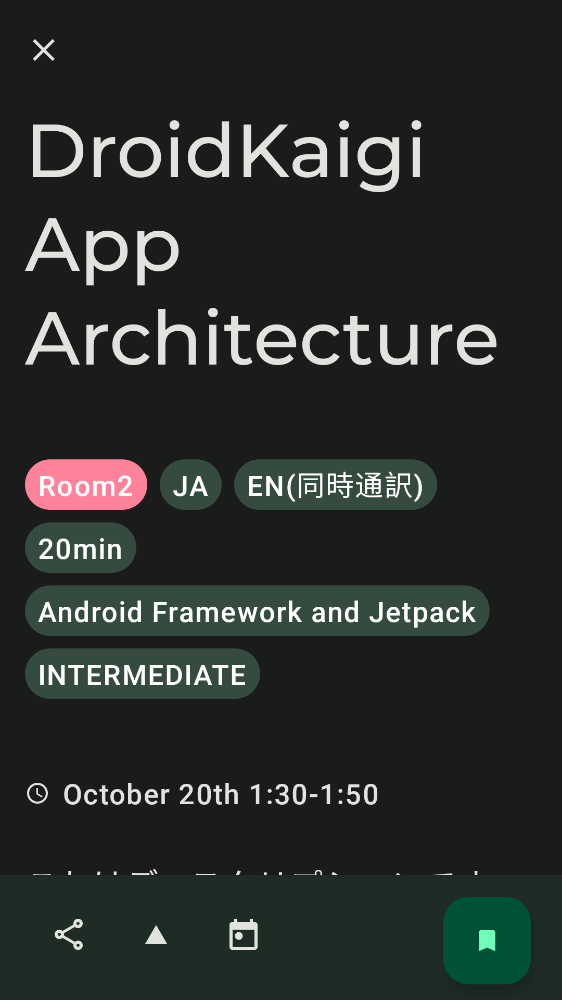 DroidKaigi
App
Architecture
Room2 JA EN(同時通訳)
20min
Android Framework and Jetpack
INTERMEDIATE
October 20th 1:30-1:50